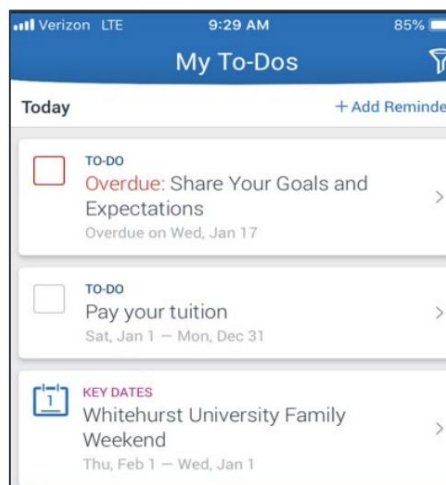 Verizon LTE 9:29 AM 85%
My To-Dos
Today + Add Reminde
TO-DO
Overdue: Share Your Goals and
Expectations
Overdue on Wed, Jan 17
TO-DO
Pay your tuition
Sat, Jan 1 — Mon, Dec 31
1
KEY DATES
Whitehurst University Family
Weekend
Thu, Feb 1 — Wed, Jan 1